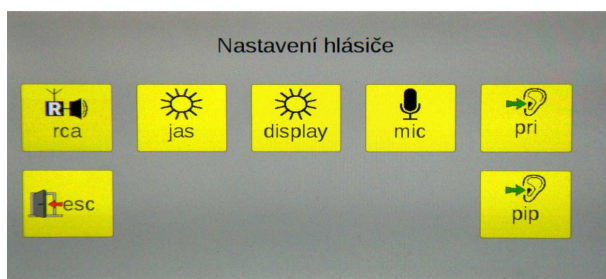 Nastavení hlásiče
R
rca
jas
display
mic
pri
esc
pip